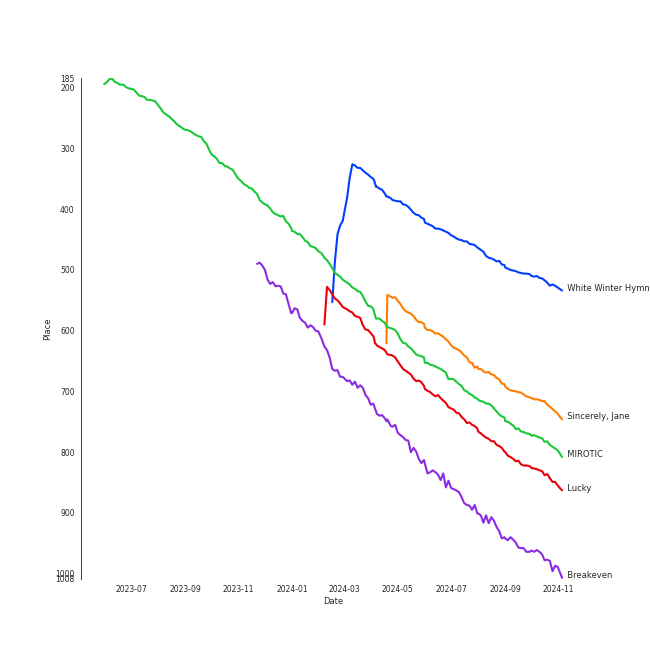 185
200
300
400
500
600
700
800
900
1000
1008
Place
White Winter Hymn
Sincerely, Jane
MIROTIC
Lucky
Breakeven
2023-07
2023-09
2023-11
2024-01
2024-03
2024-05
2024-07
2024-09
2024-11
Date